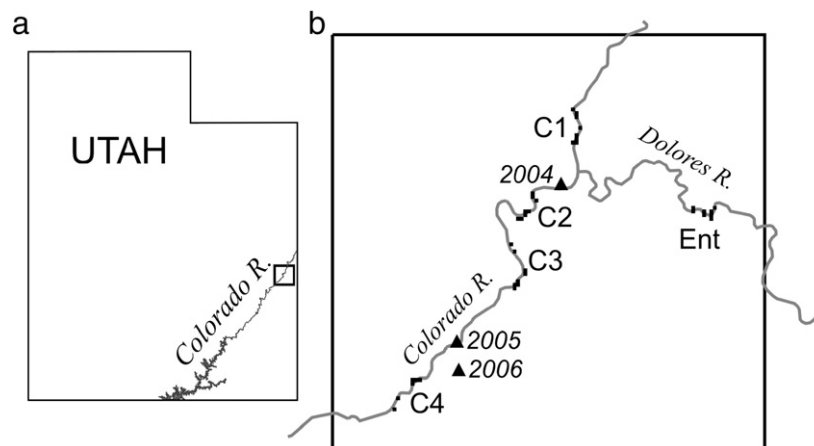 a
UTAH
Colorado R.
b
C1
Dolores R.
2004
C2
Ent
C3
Colorado R.
2005
2006
C4